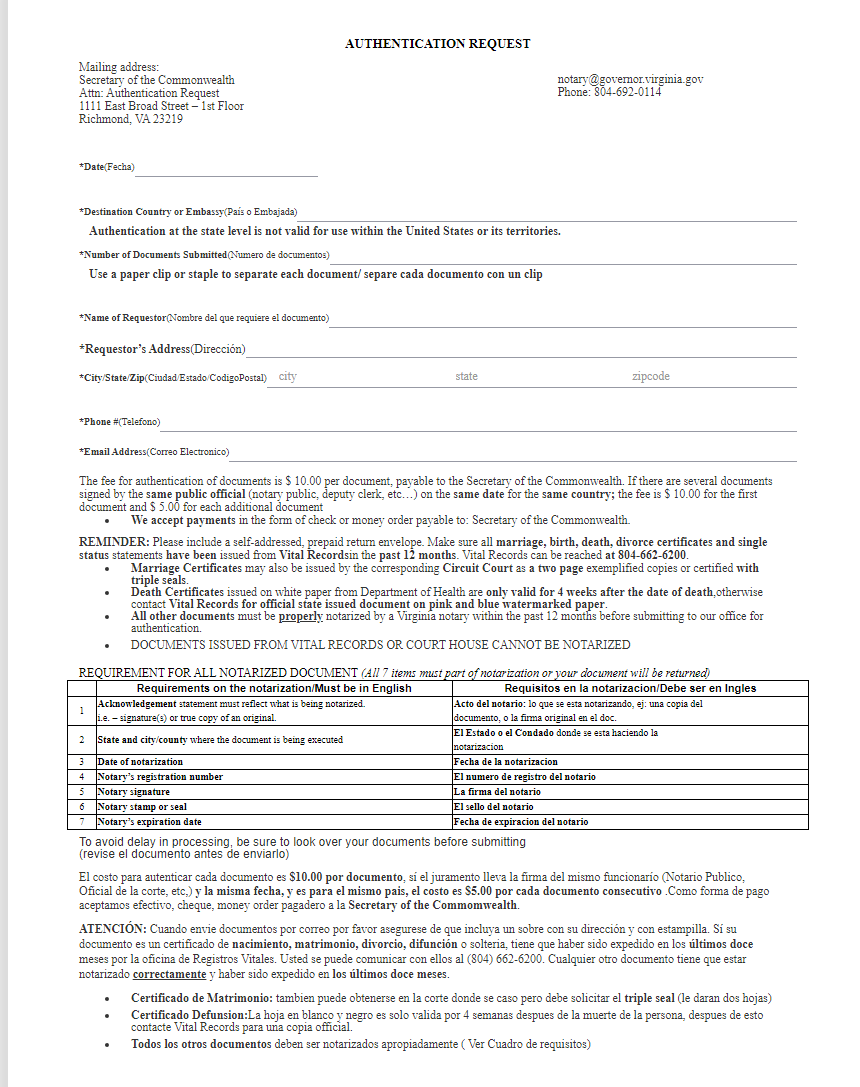 AUTHENTICATION REQUEST
Mailing address:
Secretary of the Commonwealth
Attn: Authentication Request
1111 East Broad Street – 1st Floor
Richmond, VA 23219
notary@governor.virginia.gov
Phone: 804-692-0114
*Date(Fecha)
*Destination Country or Embassy(País o Embajada)
Authentication at the state level is not valid for use within the United States or its territories.
*Number of Documents Submitted(Numero de documentos)
Use a paper clip or staple to separate each document/ separe cada documento con un clip
*Name of Requestor(Nombre del que requiere el documento)
*Requestor's Address(Dirección)
*City/State/Zip(Ciudad/Estado/CodigoPostal) city state zipcode
*Phone #(Telefono)
*Email Address(Correo Electronico)
The fee for authentication of documents is $ 10.00 per document, payable to the Secretary of the Commonwealth. If there are several documents
signed by the same public official (notary public, deputy clerk, etc…) on the same date for the same country; the fee is $ 10.00 for the first
document and $ 5.00 for each additional document
• We accept payments in the form of check or money order payable to: Secretary of the Commonwealth.
REMINDER: Please include a self-addressed, prepaid return envelope. Make sure all marriage, birth, death, divorce certificates and single
status statements have been issued from Vital Recordsin the past 12 months. Vital Records can be reached at 804-662-6200.
• Marriage Certificates may also be issued by the corresponding Circuit Court as a two page exemplified copies or certified with
triple seals.
• Death Certificates issued on white paper from Department of Health are only valid for 4 weeks after the date of death,otherwise
contact Vital Records for official state issued document on pink and blue watermarked paper.
• All other documents must be properly notarized by a Virginia notary within the past 12 months before submitting to our office for
authentication.
• DOCUMENTS ISSUED FROM VITAL RECORDS OR COURT HOUSE CANNOT BE NOTARIZED
REQUIREMENT FOR ALL NOTARIZED DOCUMENT (All 7 items must part of notarization or your document will be returned)
Requirements on the notarization/Must be in English Requisitos en la notarizacion/Debe ser en Ingles
1 Acknowledgement statement must reflect what is being notarized. Acto del notario: lo que se esta notarizando, ej: una copia del
i.e. – signature(s) or true copy of an original. documento, o la firma original en el doc.
2 State and city/county where the document is being executed El Estado o el Condado donde se esta haciendo la
notarizacion
3 Date of notarization Fecha de la notarizacion
4 Notary's registration number El numero de registro del notario
5 Notary signature La firma del notario
6 Notary stamp or seal El sello del notario
7 Notary's expiration date Fecha de expiracion del notario
To avoid delay in processing, be sure to look over your documents before submitting
(revise el documento antes de enviarlo)
El costo para autenticar cada documento es $10.00 por documento, sí el juramento lleva la firma del mismo funcionarío (Notario Publico,
Oficial de la corte, etc,) y la misma fecha, y es para el mismo pais, el costo es $5.00 por cada documento consecutivo .Como forma de pago
aceptamos efectivo, cheque, money order pagadero a la Secretary of the Commomwealth.
ATENCIÓN: Cuando envie documentos por correo por favor asegurese de que incluya un sobre con su dirección y con estampilla. Sí su
documento es un certificado de nacimiento, matrimonio, divorcio, difunción o solteria, tiene que haber sido expedido en los últimos doce
meses por la oficina de Registros Vitales. Usted se puede comunicar con ellos al (804) 662-6200. Cualquier otro documento tiene que estar
notarizado correctamente y haber sido expedido en los últimos doce meses.
• Certificado de Matrimonio: tambien puede obtenerse en la corte donde se caso pero debe solicitar el triple seal (le daran dos hojas)
• Certificado Defunsion:La hoja en blanco y negro es solo valida por 4 semanas despues de la muerte de la persona, despues de esto
contacte Vital Records para una copia official.
• Todos los otros documentos deben ser notarizados apropiadamente ( Ver Cuadro de requisitos)